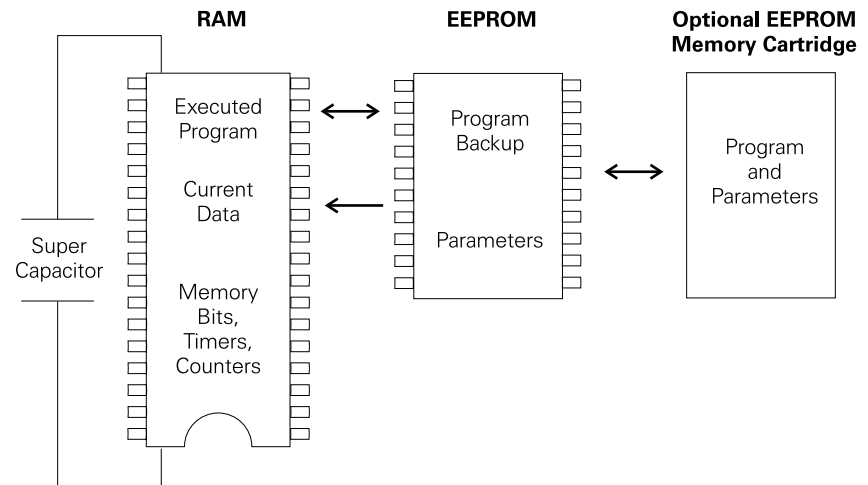 RAM
EEPROM
Optional EEPROM
Memory Cartridge
Executed
Program
Current
Data
Memory
Bits,
Timers,
Counters
Super
Capacitor
Program
Backup
Parameters
Program
and
Parameters